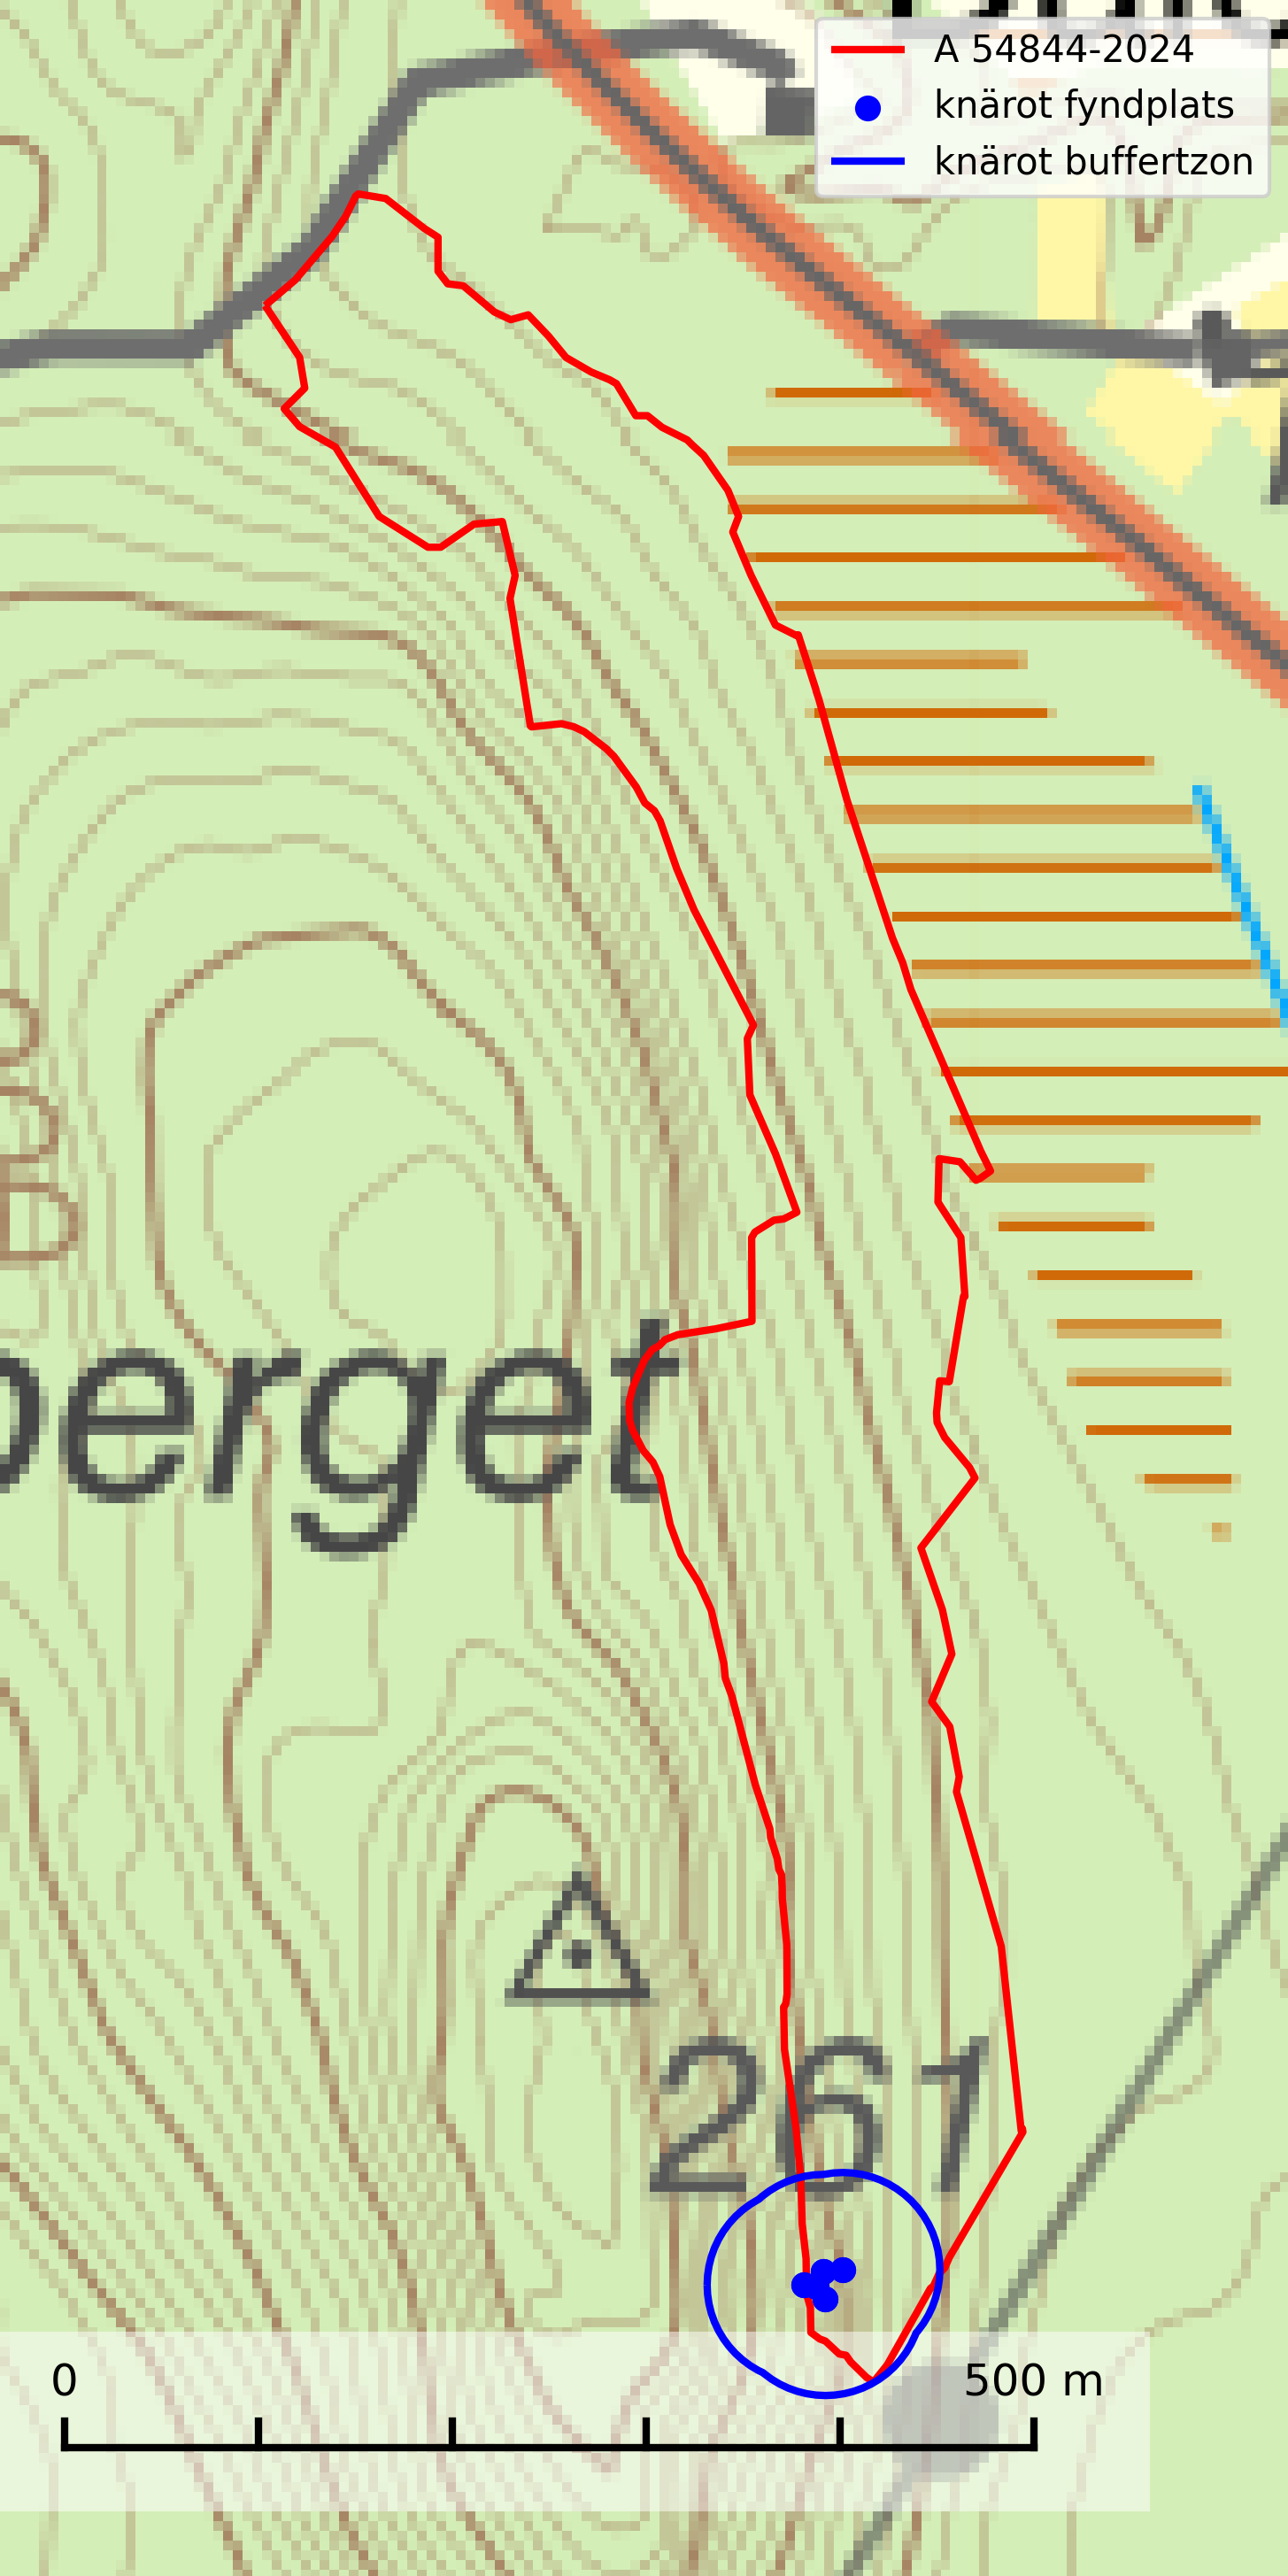 A 54844-2024
knärot fyndplats
knärot buffertzon
berget
261
0
500 m